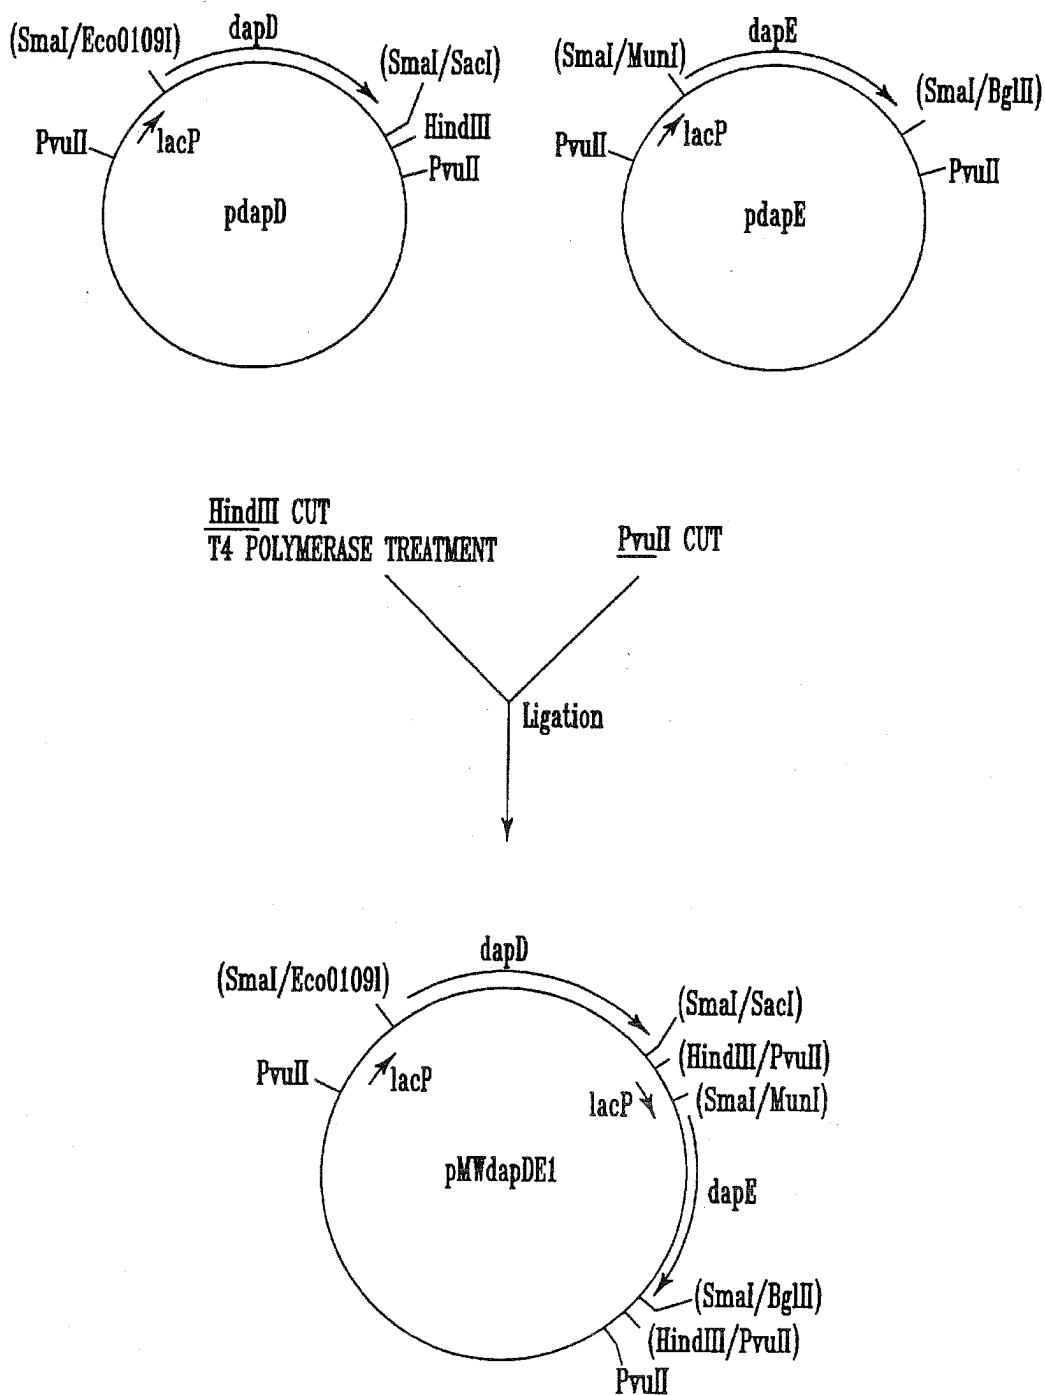 dapD
(SmaI/EcoO109I)
(SmaI/SacI)
HindIII
PvuII
lacP
PvuII
pdapD
dapE
(SmaI/MunI)
(SmaI/BglII)
PvuII
lacP
PvuII
pdapE
HindIII CUT
T4 POLYMERASE TREATMENT
PvuII CUT
Ligation
dapD
(SmaI/EcoO109I)
(SmaI/SacI)
(HindIII/PvuII)
PvuII
lacP
lacP
(SmaI/MunI)
pMWdapDE1
dapE
(SmaI/BglII)
(HindIII/PvuII)
PvuII